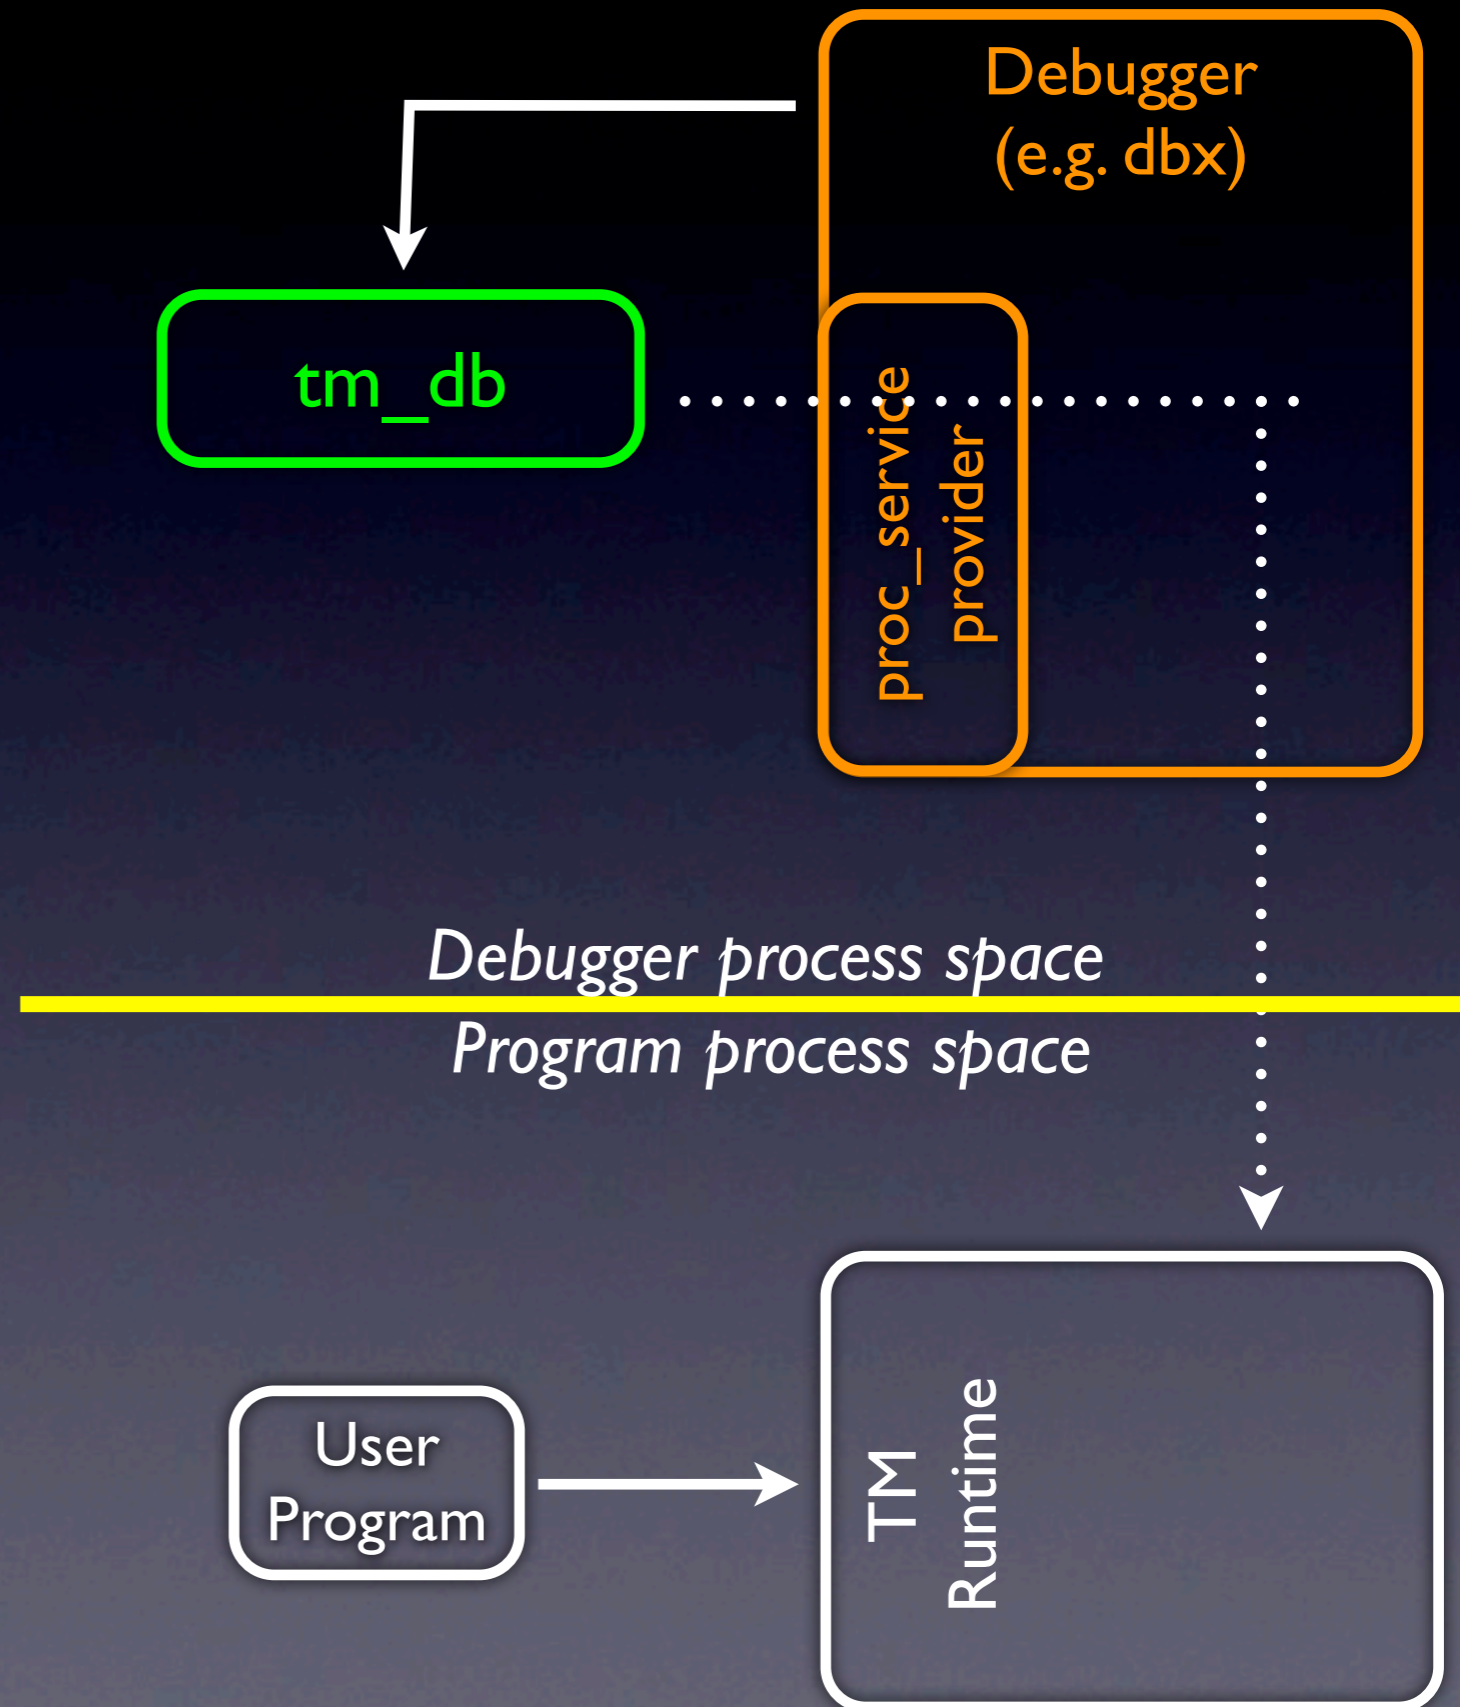 Debugger
(e.g. dbx)
tm_db
proc_service
provider
Debugger process space
Program process space
User
Program
TM
Runtime